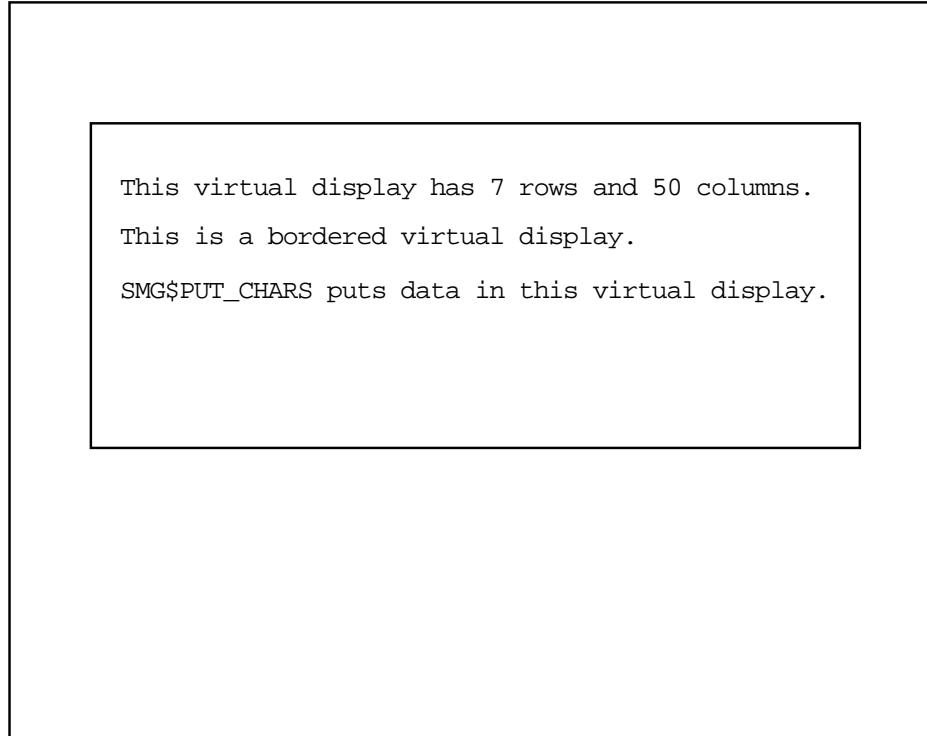 This virtual display has 7 rows and 50 columns.
This is a bordered virtual display.
SMG$PUT_CHARS puts data in this virtual display.